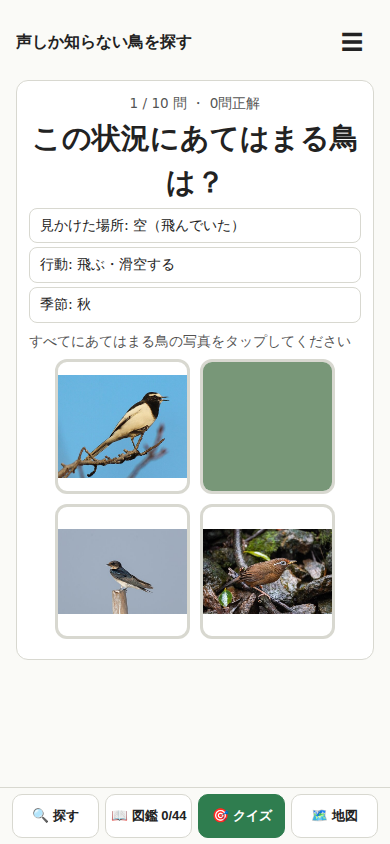 声しか知らない鳥を探す
☰
1 / 10 問 ・ 0問正解
この状況にあてはまる鳥
は？
見かけた場所: 空（飛んでいた）
行動: 飛ぶ・滑空する
季節: 秋
すべてにあてはまる鳥の写真をタップしてください
🔍 探す
📖 図鑑 0/44
🎯 クイズ
🗺️ 地図